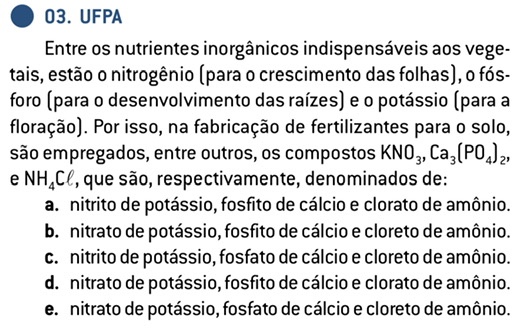 03. UFPA
Entre os nutrientes inorgânicos indispensáveis aos vege-
tais, estão o nitrogênio (para o crescimento das folhas), o fós-
foro (para o desenvolvimento das raízes) e o potássio (para a
floração). Por isso, na fabricação de fertilizantes para o solo,
são empregados, entre outros, os compostos KNO₃, Ca₃(PO₄)₂,
e NH₄Cℓ, que são, respectivamente, denominados de:
a. nitrito de potássio, fosfito de cálcio e clorato de amônio.
b. nitrato de potássio, fosfito de cálcio e cloreto de amônio.
c. nitrito de potássio, fosfato de cálcio e cloreto de amônio.
d. nitrato de potássio, fosfito de cálcio e clorato de amônio.
e. nitrato de potássio, fosfato de cálcio e cloreto de amônio.